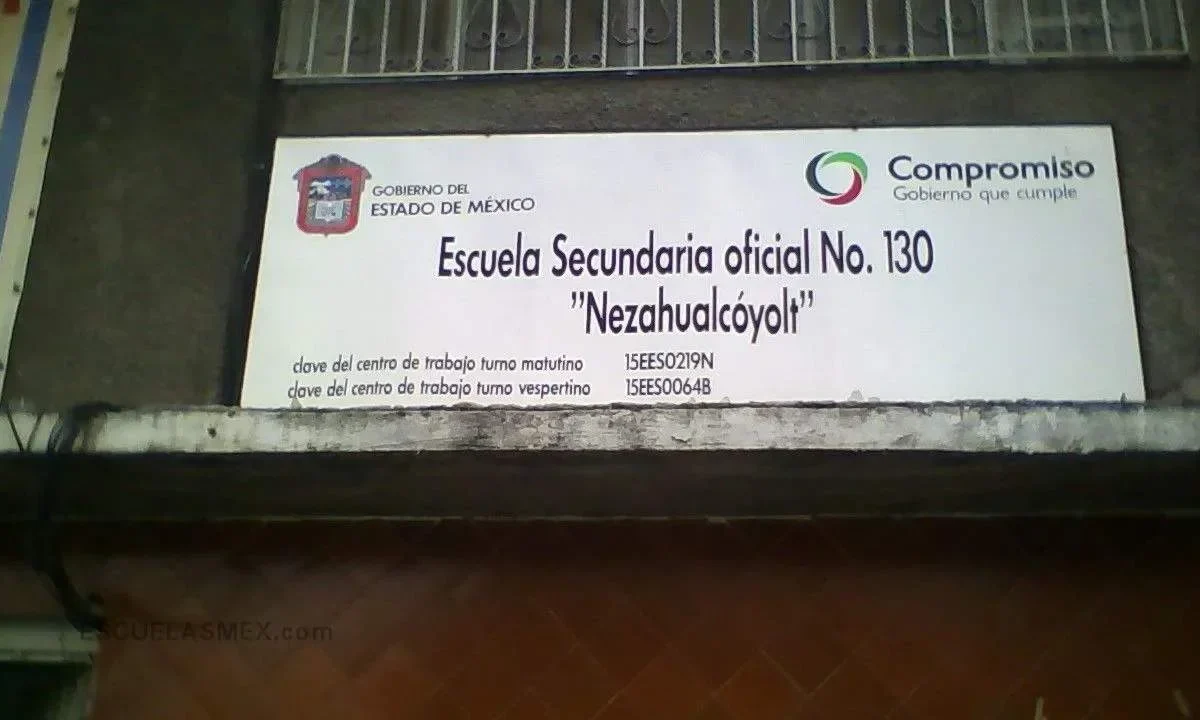 GOBIERNO DEL
ESTADO DE MÉXICO
Compromiso
Gobierno que cumple
Escuela Secundaria oficial No. 130
"Nezahualcóyolt"
clave del centro de trabajo turno matutino 15EES0219N
clave del centro de trabajo turno vespertino 15EES0064B
ESCUELASMEX.com